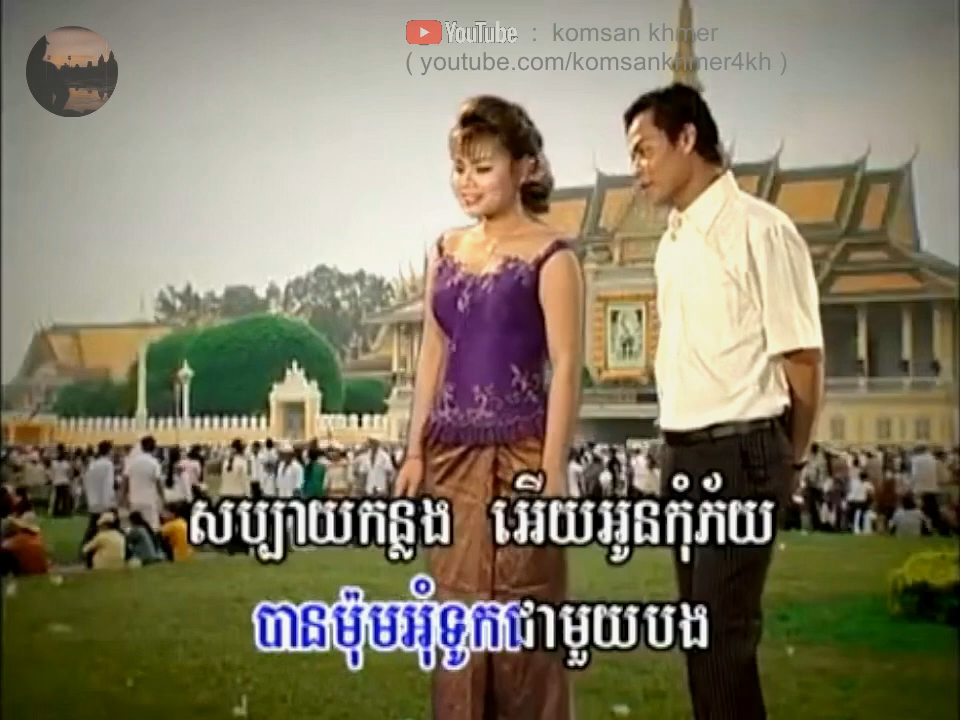 YouTube : komsan khmer
( youtube.com/komsankhmer4kh )
សប្បាយកន្លង អើយអូនកុំភ័យ
បានម៉ុមអុំទូកជាមួយបង